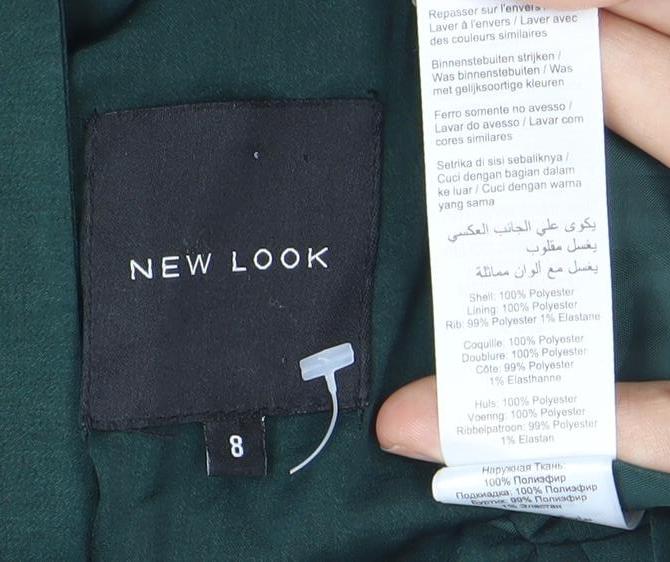 NEW LOOK
8
Repasser sur l'envers /
Laver à l'envers / Laver avec
des couleurs similaires
Binnenstebuiten strijken /
Was binnenstebuiten / Was
met gelijksoortige kleuren
Ferro somente no avesso /
Lavar do avesso / Lavar com
cores similares
Setrika di sisi sebaliknya /
Cuci dengan bagian dalam
ke luar / Cuci dengan warna
yang sama
يكوى علي الجانب العكسي
يغسل مقلوب
يغسل مع ألوان مماثلة
Shell: 100% Polyester
Lining: 100% Polyester
Rib: 99% Polyester 1% Elastane
Coquille: 100% Polyester
Doublure: 100% Polyester
Côte: 99% Polyester
1% Elasthanne
Huls: 100% Polyester
Voering: 100% Polyester
Ribbelpatroon: 99% Polyester
1% Elastan
Наружная Ткань:
100% Полиэфир
Подкладка: 100% Полиэфир
99% Полиэфир
1% Эластан